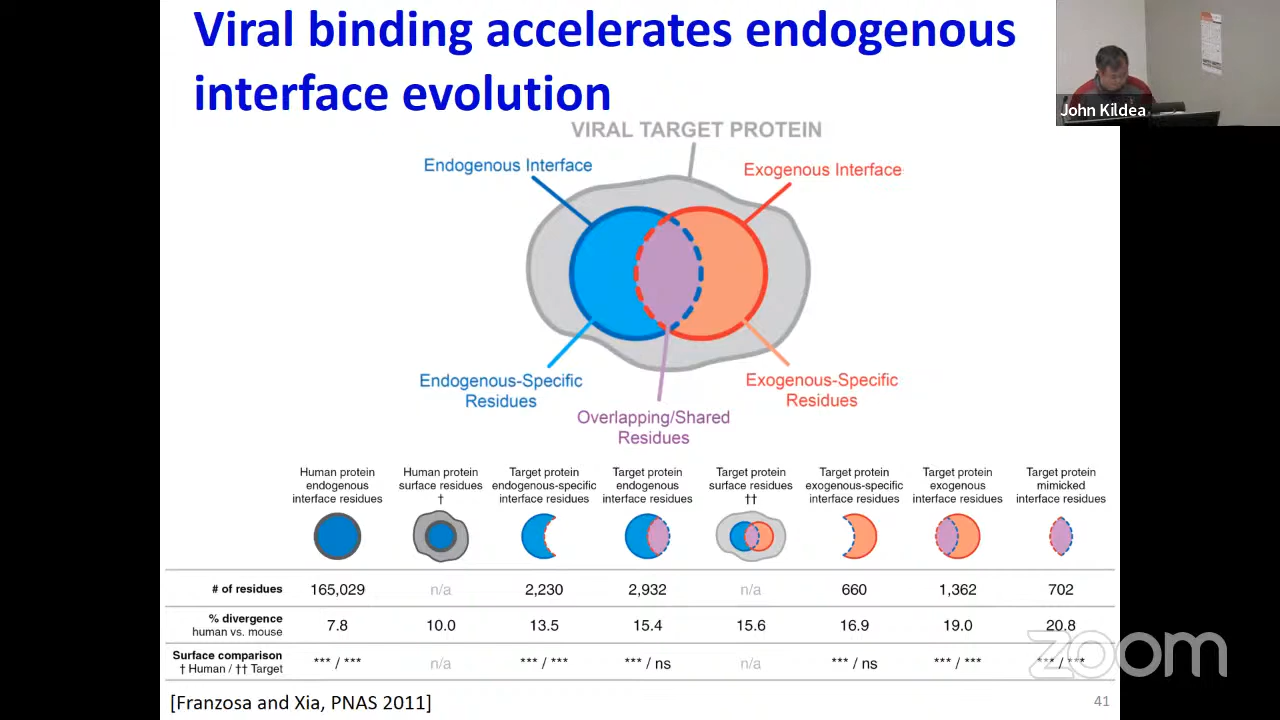 Viral binding accelerates endogenous
interface evolution
John Kildea
VIRAL TARGET PROTEIN
Endogenous Interface
Exogenous Interface
Endogenous-Specific
Residues
Exogenous-Specific
Residues
Overlapping/Shared
Residues
Human protein
endogenous
interface residues
Human protein
surface residues
†
Target protein
endogenous-specific
interface residues
Target protein
endogenous
interface residues
Target protein
surface residues
††
Target protein
exogenous-specific
interface residues
Target protein
exogenous
interface residues
Target protein
mimicked
interface residues
# of residues 165,029 n/a 2,230 2,932 n/a 660 1,362 702
% divergence
human vs. mouse
7.8 10.0 13.5 15.4 15.6 16.9 19.0 20.8
Surface comparison
† Human / †† Target
*** / *** n/a *** / *** *** / ns n/a *** / ns *** / *** *** / ***
zoom
[Franzosa and Xia, PNAS 2011]
41